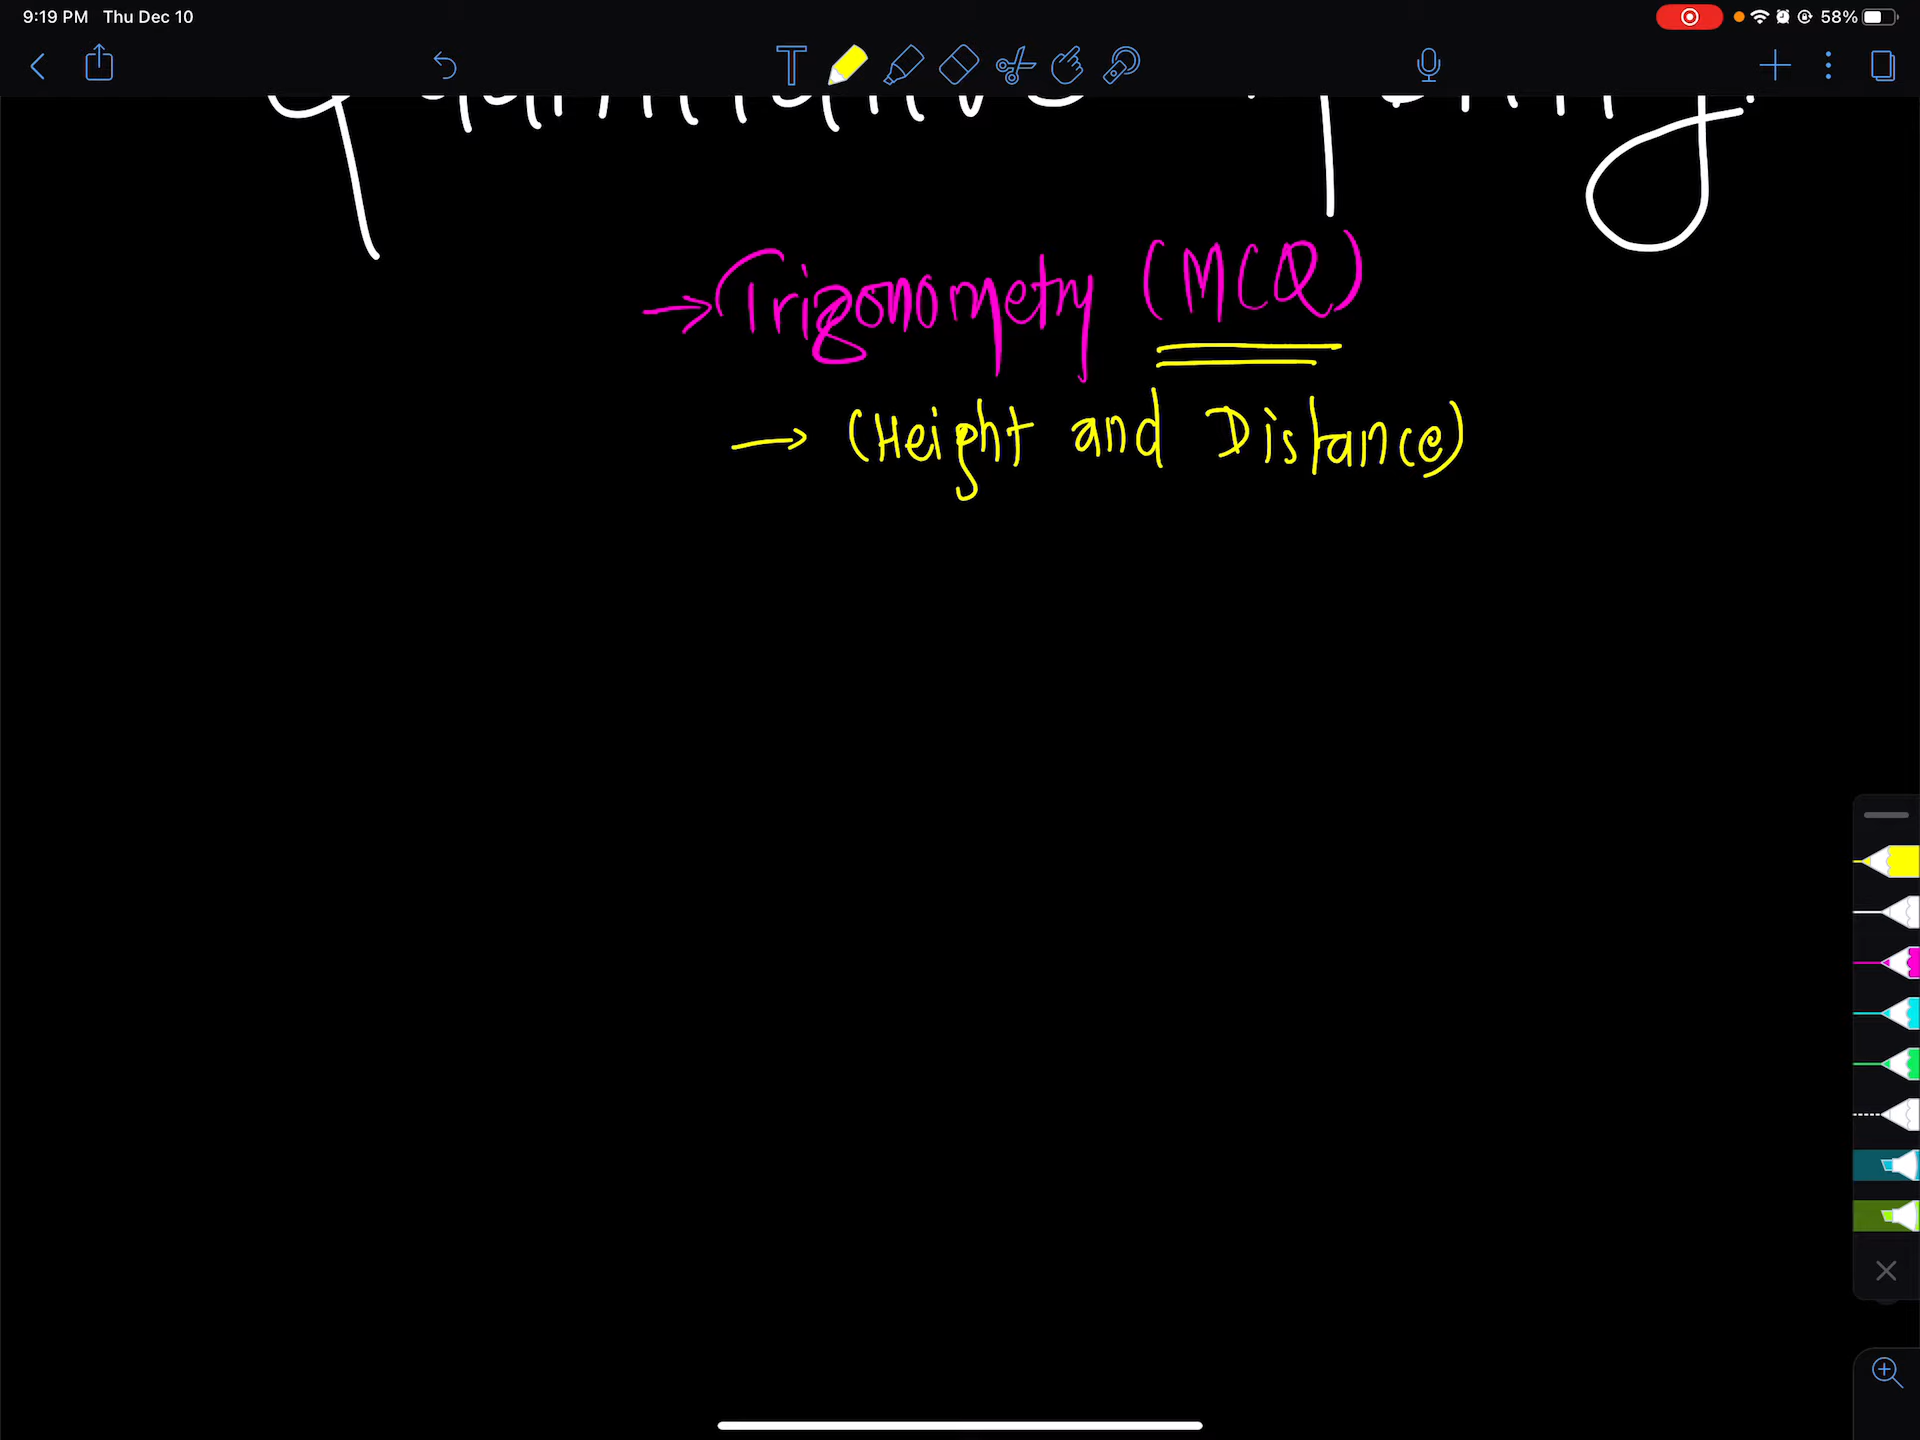 9:19 PM Thu Dec 10
58%
→ Trigonometry (MCQ)
→ (Height and Distance)